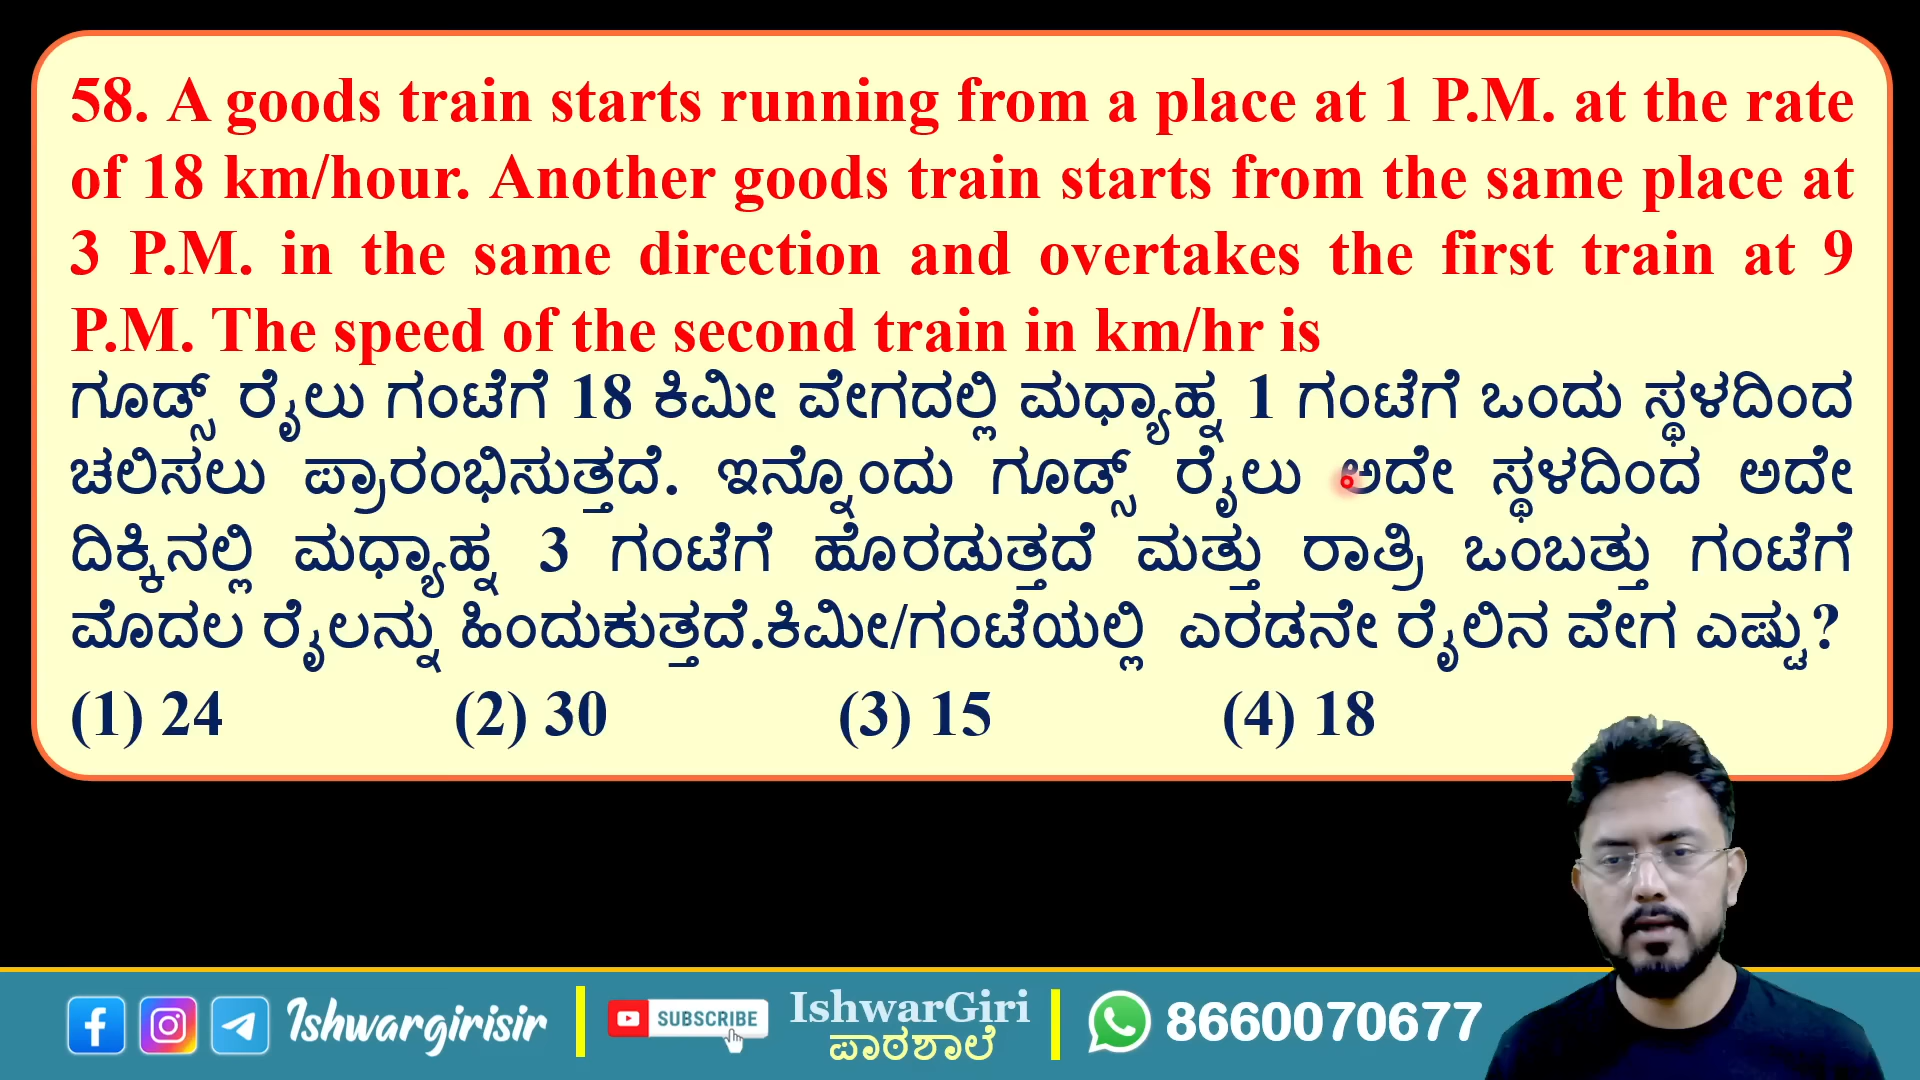 58. A goods train starts running from a place at 1 P.M. at the rate
of 18 km/hour. Another goods train starts from the same place at
3 P.M. in the same direction and overtakes the first train at 9
P.M. The speed of the second train in km/hr is
ಗೂಡ್ಸ್ ರೈಲು ಗಂಟೆಗೆ 18 ಕಿಮೀ ವೇಗದಲ್ಲಿ ಮಧ್ಯಾಹ್ನ 1 ಗಂಟೆಗೆ ಒಂದು ಸ್ಥಳದಿಂದ
ಚಲಿಸಲು ಪ್ರಾರಂಭಿಸುತ್ತದೆ. ಇನ್ನೊಂದು ಗೂಡ್ಸ್ ರೈಲು ಅದೇ ಸ್ಥಳದಿಂದ ಅದೇ
ದಿಕ್ಕಿನಲ್ಲಿ ಮಧ್ಯಾಹ್ನ 3 ಗಂಟೆಗೆ ಹೊರಡುತ್ತದೆ ಮತ್ತು ರಾತ್ರಿ ಒಂಬತ್ತು ಗಂಟೆಗೆ
ಮೊದಲ ರೈಲನ್ನು ಹಿಂದುಕುತ್ತದೆ.ಕಿಮೀ/ಗಂಟೆಯಲ್ಲಿ ಎರಡನೇ ರೈಲಿನ ವೇಗ ಎಷ್ಟು?
(1) 24 (2) 30 (3) 15 (4) 18
Ishwargirisir SUBSCRIBE IshwarGiri 8660070677
ಪಾಠಶಾಲೆ